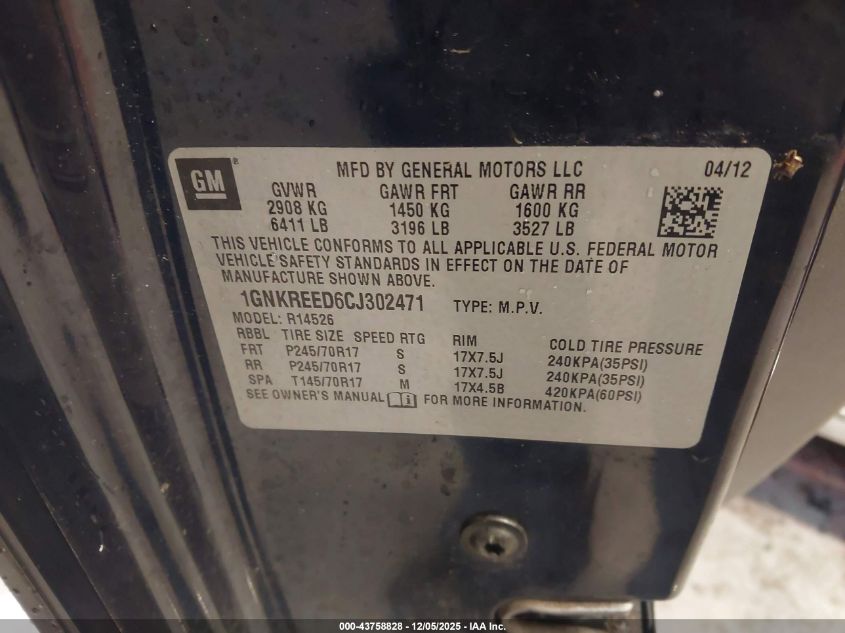 GM ® MFD BY GENERAL MOTORS LLC 04/12
GVWR GAWR FRT GAWR RR
2908 KG 1450 KG 1600 KG
6411 LB 3196 LB 3527 LB
THIS VEHICLE CONFORMS TO ALL APPLICABLE U.S. FEDERAL MOTOR
VEHICLE SAFETY STANDARDS IN EFFECT ON THE DATE OF
MANUFACTURE SHOWN ABOVE.
1GNKREED6CJ302471 TYPE: M.P.V.
MODEL: R14526
RBBL TIRE SIZE SPEED RTG RIM COLD TIRE PRESSURE
FRT P245/70R17 S 17X7.5J 240KPA(35PSI)
RR P245/70R17 S 17X7.5J 240KPA(35PSI)
SPA T145/70R17 M 17X4.5B 420KPA(60PSI)
SEE OWNER'S MANUAL FOR MORE INFORMATION.
000-43758828 - 12/05/2025 - IAA Inc.